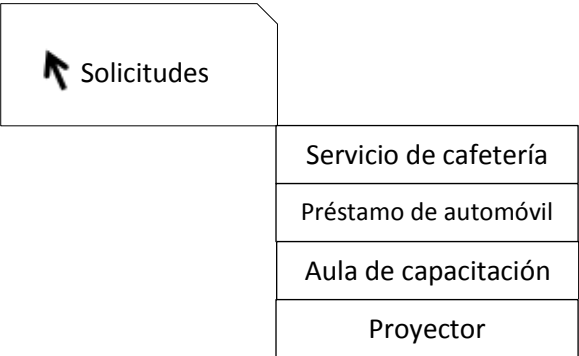 Solicitudes
Servicio de cafetería
Préstamo de automóvil
Aula de capacitación
Proyector